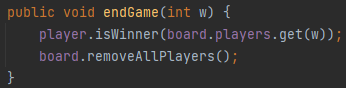 public void endGame(int w) {
    player.isWinner(board.players.get(w));
    board.removeAllPlayers();
}